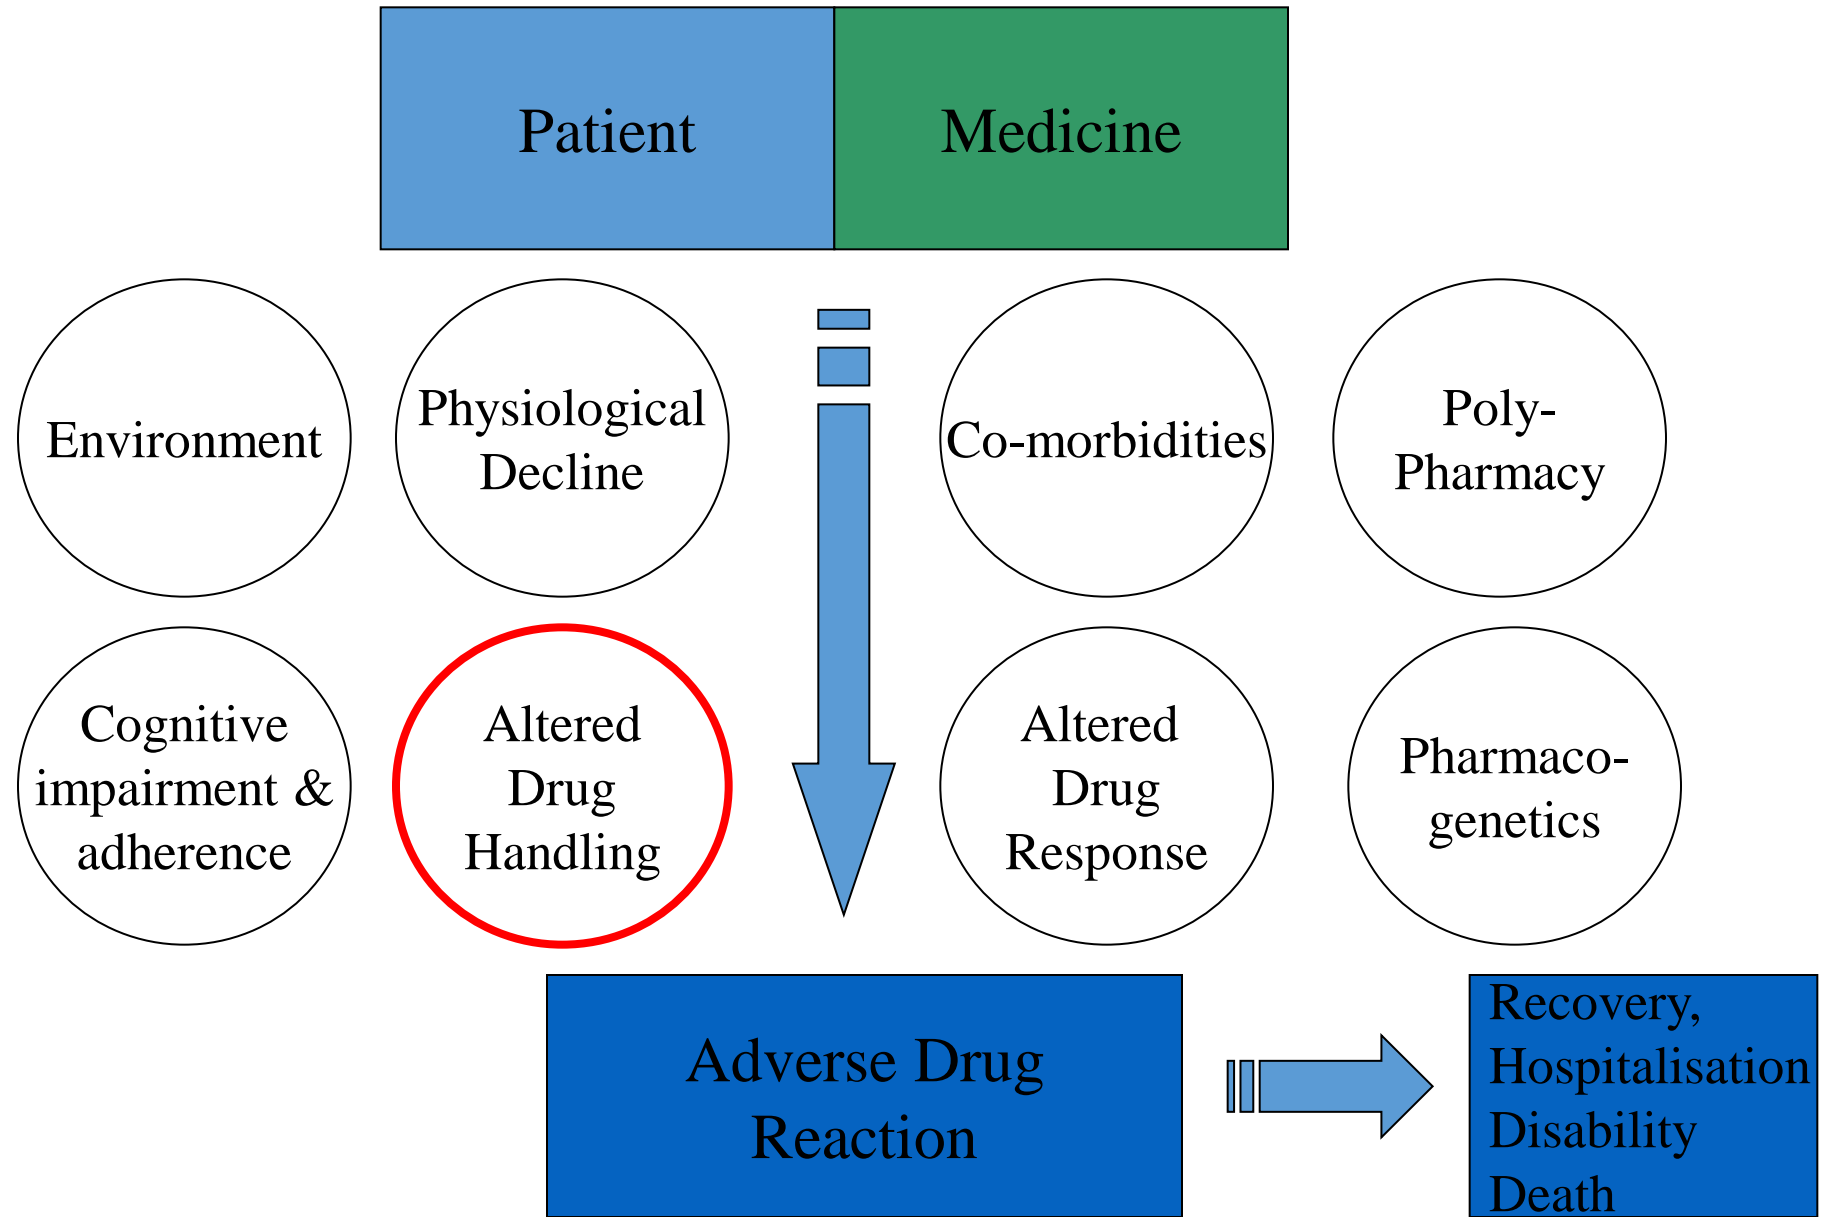 Patient
Medicine
Environment
Physiological
Decline
Co-morbidities
Poly-
Pharmacy
Cognitive
impairment &
adherence
Altered
Drug
Handling
Altered
Drug
Response
Pharmaco-
genetics
Adverse Drug
Reaction
Recovery,
Hospitalisation
Disability
Death